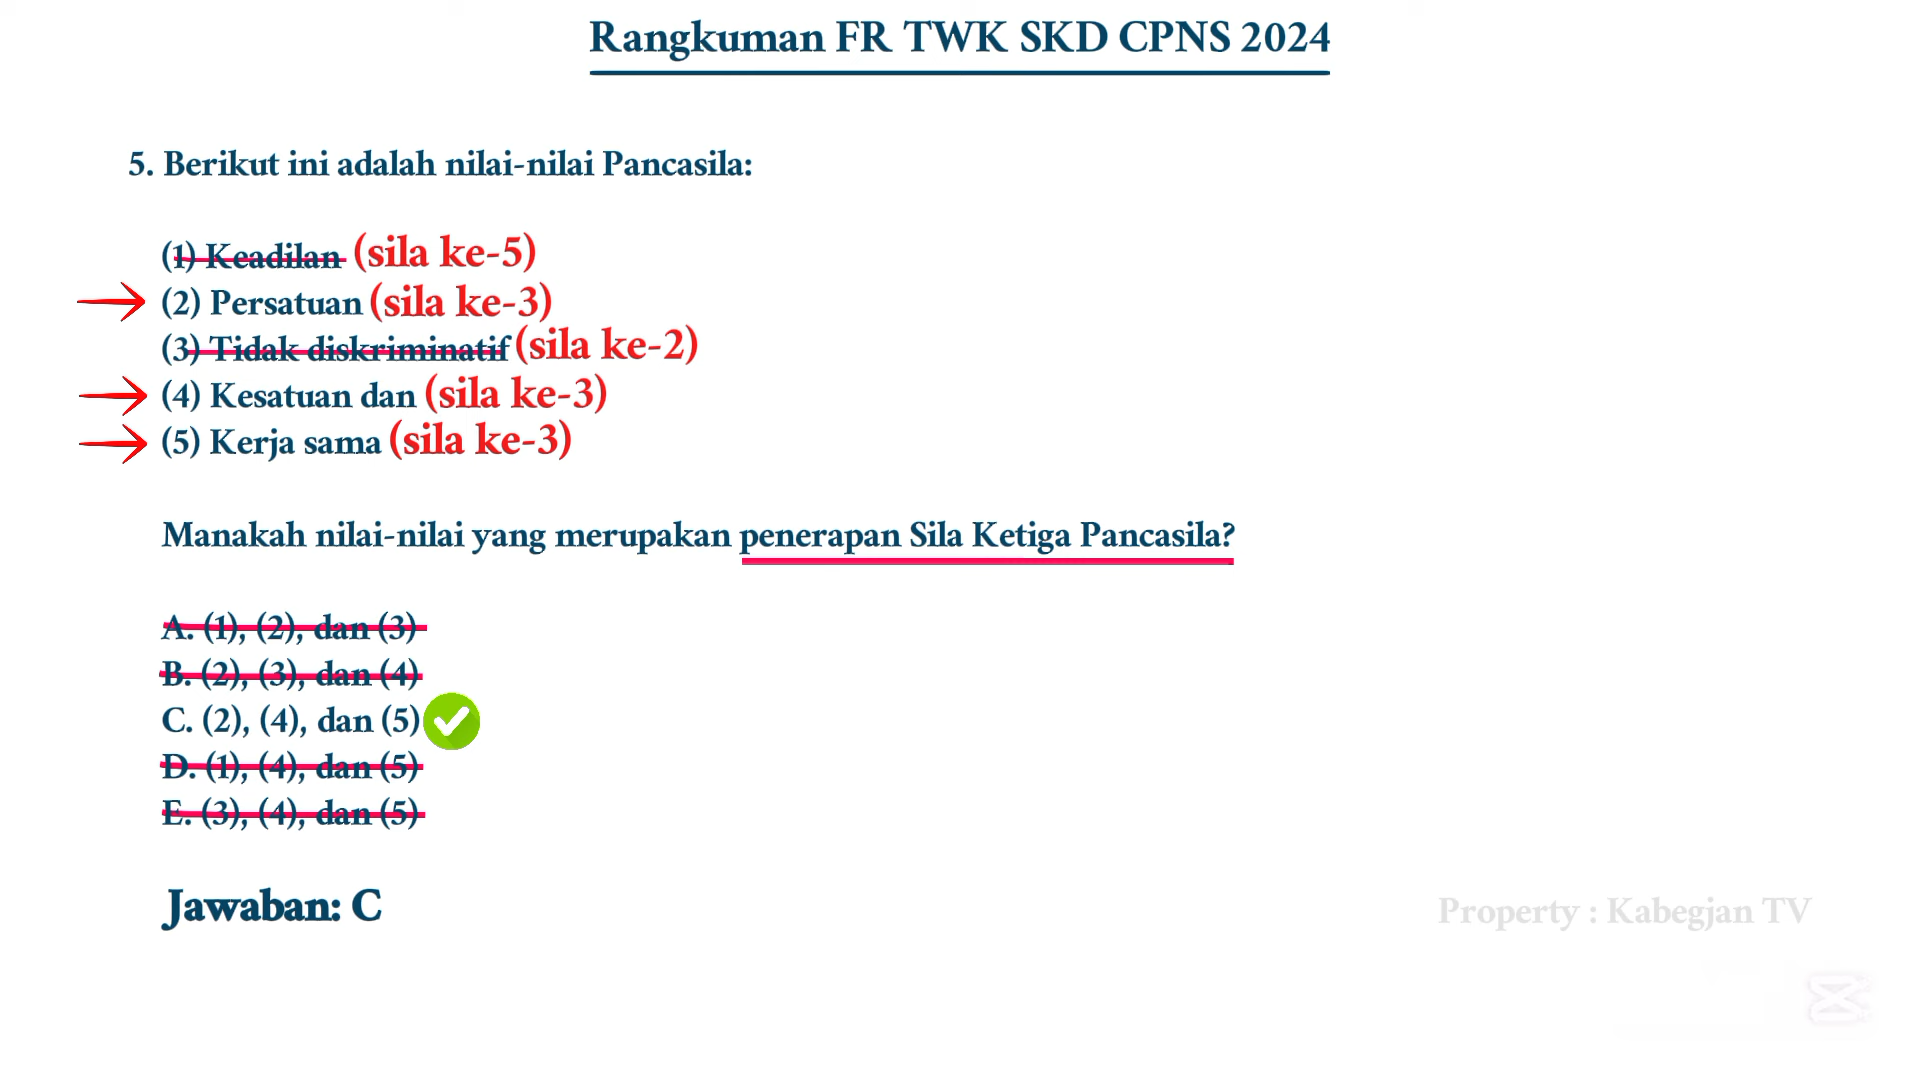 Rangkuman FR TWK SKD CPNS 2024
5. Berikut ini adalah nilai-nilai Pancasila:
(1) Keadilan (sila ke-5)
(2) Persatuan (sila ke-3)
(3) Tidak diskriminatif (sila ke-2)
(4) Kesatuan dan (sila ke-3)
(5) Kerja sama (sila ke-3)
Manakah nilai-nilai yang merupakan penerapan Sila Ketiga Pancasila?
A. (1), (2), dan (3)
B. (2), (3), dan (4)
C. (2), (4), dan (5)
D. (1), (4), dan (5)
E. (3), (4), dan (5)
Jawaban: C
Property : Kabegjan TV